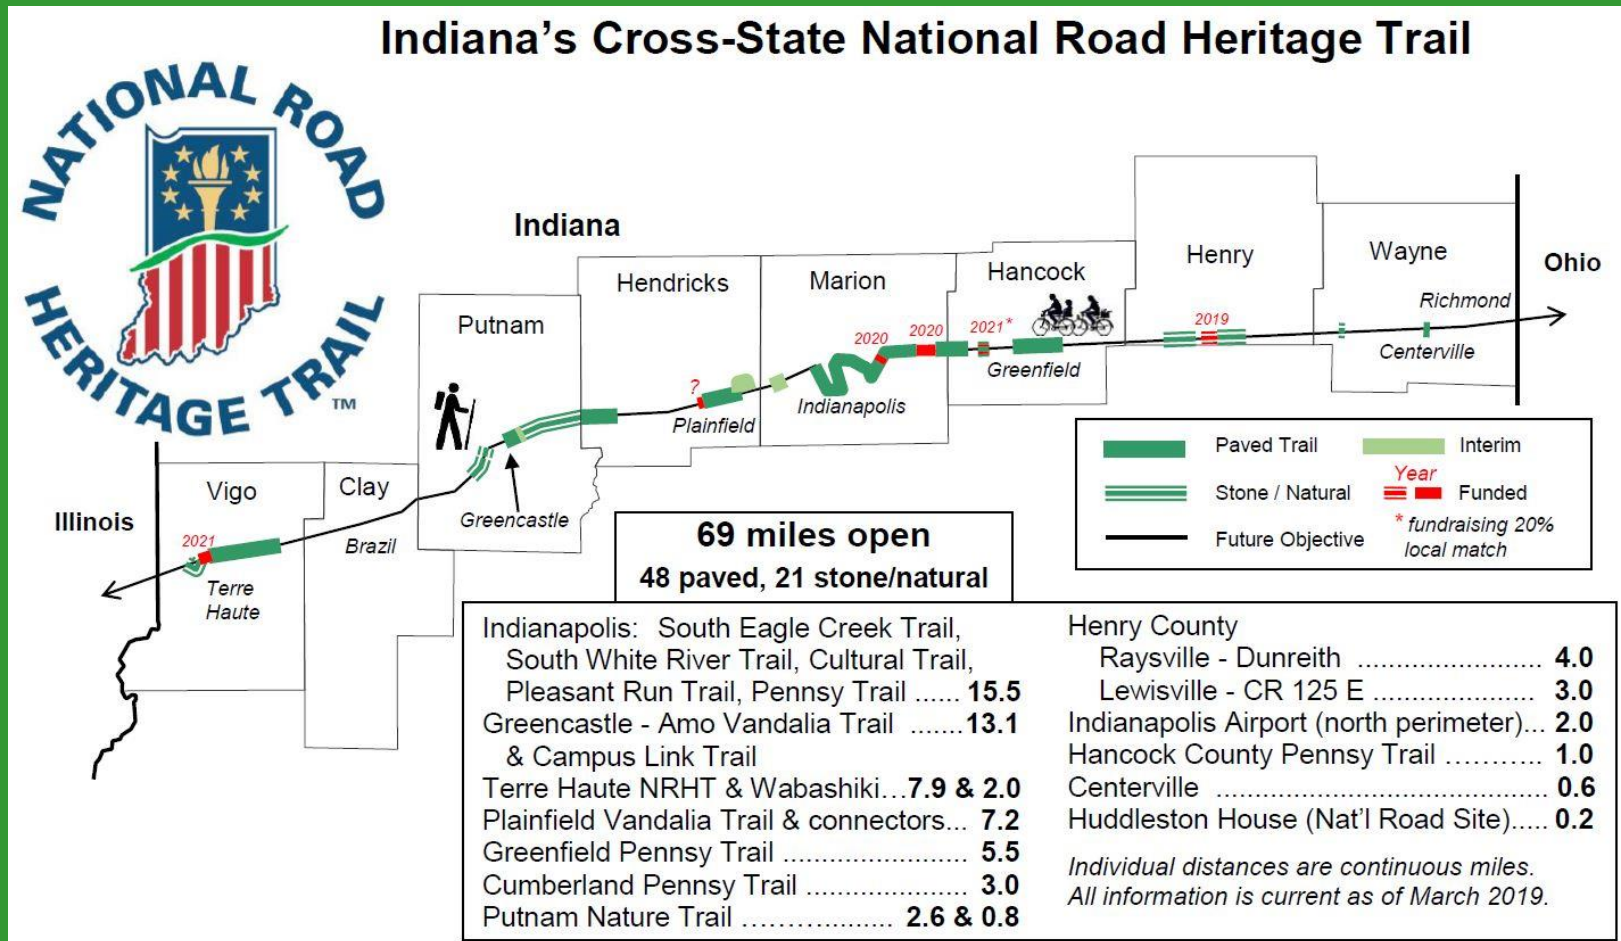 Indiana's Cross-State National Road Heritage Trail
NATIONAL ROAD
HERITAGE TRAIL
TM
Indiana
Ohio
Illinois
Wayne
Henry
Hancock
Marion
Hendricks
Putnam
Clay
Vigo
Richmond
Centerville
2019
2021*
Greenfield
2020
2020
Indianapolis
?
Plainfield
Greencastle
Brazil
2021
Terre
Haute
Paved Trail
Interim
Stone / Natural
Year
Funded
Future Objective
* fundraising 20%
local match
69 miles open
48 paved, 21 stone/natural
Indianapolis: South Eagle Creek Trail,
South White River Trail, Cultural Trail,
Pleasant Run Trail, Pennsy Trail ...... 15.5
Greencastle - Amo Vandalia Trail .......13.1
& Campus Link Trail
Terre Haute NRHT & Wabashiki...7.9 & 2.0
Plainfield Vandalia Trail & connectors... 7.2
Greenfield Pennsy Trail ....................... 5.5
Cumberland Pennsy Trail .................... 3.0
Putnam Nature Trail .................... 2.6 & 0.8
Henry County
Raysville - Dunreith .......................... 4.0
Lewisville - CR 125 E ...................... 3.0
Indianapolis Airport (north perimeter)... 2.0
Hancock County Pennsy Trail ............. 1.0
Centerville ............................................. 0.6
Huddleston House (Nat'l Road Site)..... 0.2
Individual distances are continuous miles.
All information is current as of March 2019.